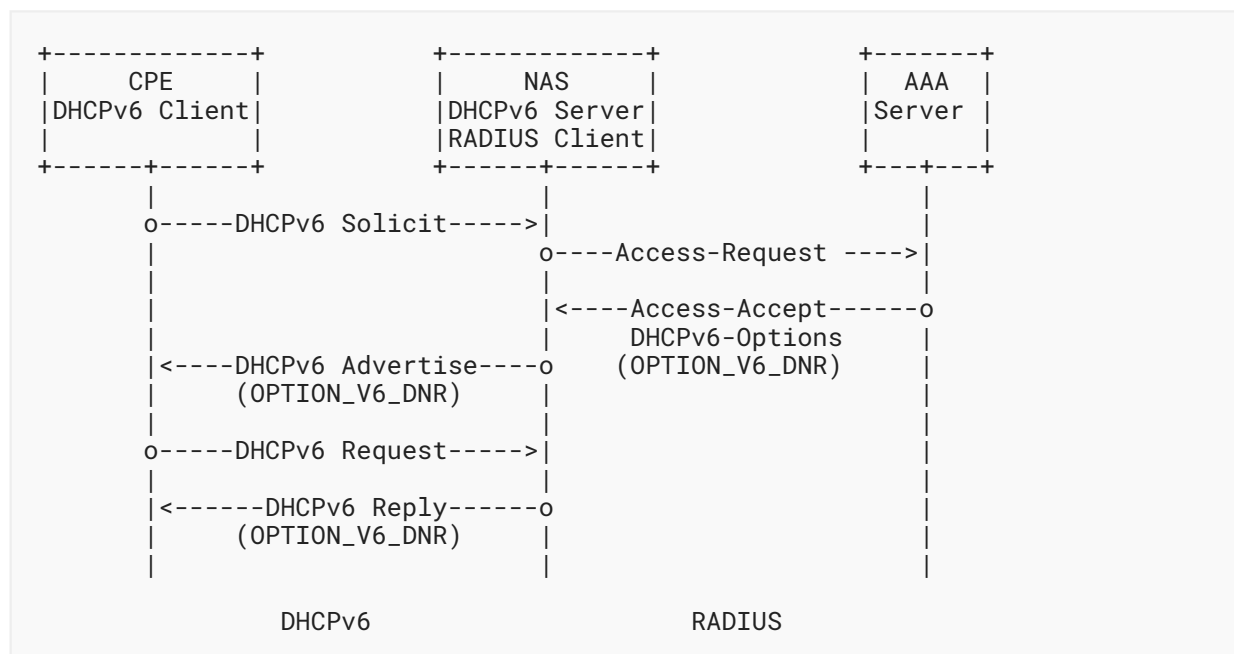 +-------------+           +-------------+             +-------+
|     CPE     |           |     NAS     |             |  AAA  |
|DHCPv6 Client|           |DHCPv6 Server|             |Server |
|             |           |RADIUS Client|             |       |
+------+------+           +------+------+             +---+---+
       |                         |                        |
       o-----DHCPv6 Solicit----->|                        |
       |                         o----Access-Request ---->|
       |                         |                        |
       |                         |<----Access-Accept------o
       |                         |     DHCPv6-Options     |
       |<----DHCPv6 Advertise----o    (OPTION_V6_DNR)     |
       |     (OPTION_V6_DNR)     |                        |
       |                         |                        |
       o-----DHCPv6 Request----->|                        |
       |                         |                        |
       |<------DHCPv6 Reply------o                        |
       |     (OPTION_V6_DNR)     |                        |
       |                         |                        |

                DHCPv6                     RADIUS